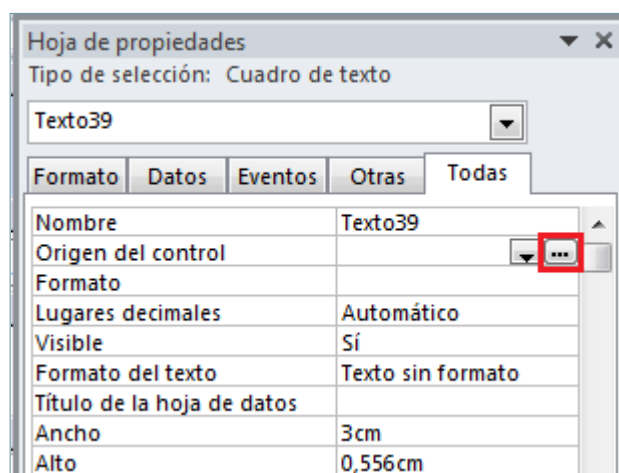 Hoja de propiedades
Tipo de selección: Cuadro de texto
Texto39
Formato Datos Eventos Otras Todas
Nombre Texto39
Origen del control
Formato
Lugares decimales Automático
Visible Sí
Formato del texto Texto sin formato
Título de la hoja de datos
Ancho 3cm
Alto 0,556cm